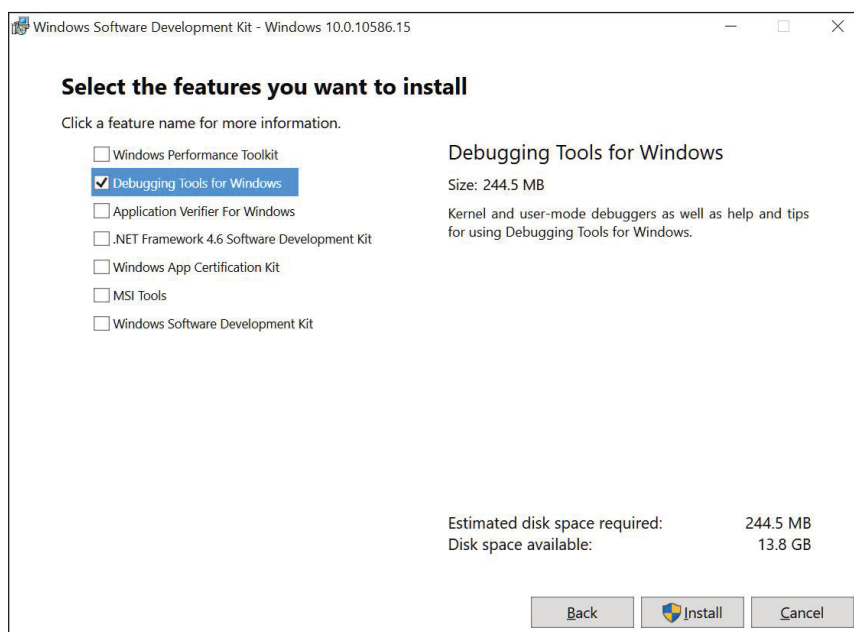 Windows Software Development Kit - Windows 10.0.10586.15
Select the features you want to install
Click a feature name for more information.
Windows Performance Toolkit
Debugging Tools for Windows
Application Verifier For Windows
.NET Framework 4.6 Software Development Kit
Windows App Certification Kit
MSI Tools
Windows Software Development Kit
Debugging Tools for Windows
Size: 244.5 MB
Kernel and user-mode debuggers as well as help and tips
for using Debugging Tools for Windows.
Estimated disk space required: 244.5 MB
Disk space available: 13.8 GB
Back Install Cancel